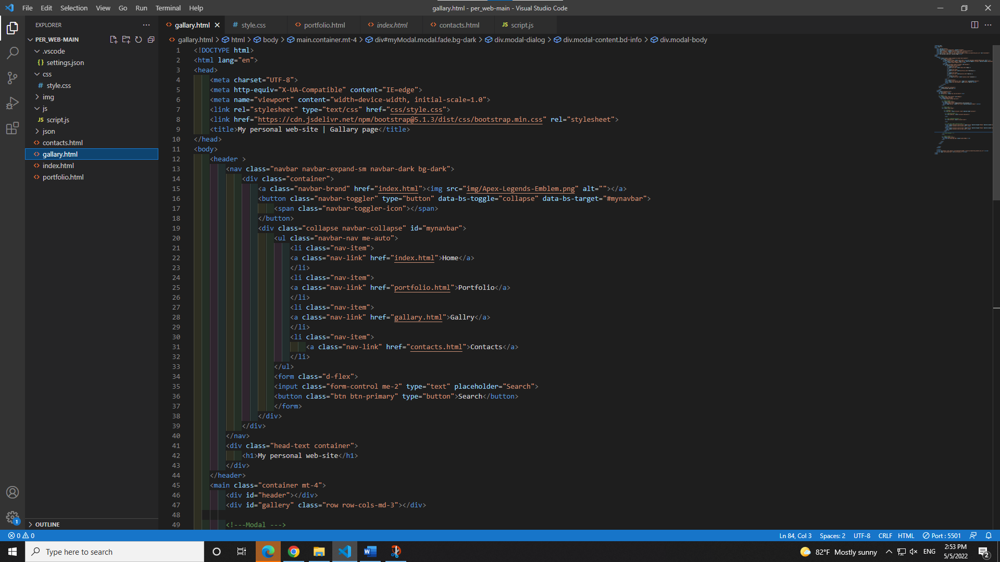 File Edit Selection View Go Run Terminal Help
gallary.html - per_web-main - Visual Studio Code
EXPLORER
PER_WEB-MAIN
.vscode
settings.json
css
style.css
img
js
script.js
json
contacts.html
gallary.html
index.html
portfolio.html
OUTLINE
gallary.html style.css portfolio.html index.html contacts.html script.js
gallary.html > html > body > main.container.mt-4 > div#myModal.modal.fade.bg-dark > div.modal-dialog > div.modal-content.bd-info > div.modal-body
1 <!DOCTYPE html>
2 <html lang="en">
3 <head>
4 <meta charset="UTF-8">
5 <meta http-equiv="X-UA-Compatible" content="IE=edge">
6 <meta name="viewport" content="width=device-width, initial-scale=1.0">
7 <link rel="stylesheet" type="text/css" href="css/style.css">
8 <link href="https://cdn.jsdelivr.net/npm/bootstrap@5.1.3/dist/css/bootstrap.min.css" rel="stylesheet">
9 <title>My personal web-site | Gallary page</title>
10 </head>
11 <body>
12 <header >
13 <nav class="navbar navbar-expand-sm navbar-dark bg-dark">
14 <div class="container">
15 <a class="navbar-brand" href="index.html"><img src="img/Apex-Legends-Emblem.png" alt=""></a>
16 <button class="navbar-toggler" type="button" data-bs-toggle="collapse" data-bs-target="#mynavbar">
17 <span class="navbar-toggler-icon"></span>
18 </button>
19 <div class="collapse navbar-collapse" id="mynavbar">
20 <ul class="navbar-nav me-auto">
21 <li class="nav-item">
22 <a class="nav-link" href="index.html">Home</a>
23 </li>
24 <li class="nav-item">
25 <a class="nav-link" href="portfolio.html">Portfolio</a>
26 </li>
27 <li class="nav-item">
28 <a class="nav-link" href="gallary.html">Gallry</a>
29 </li>
30 <li class="nav-item">
31 <a class="nav-link" href="contacts.html">Contacts</a>
32 </li>
33 </ul>
34 <form class="d-flex">
35 <input class="form-control me-2" type="text" placeholder="Search">
36 <button class="btn btn-primary" type="button">Search</button>
37 </form>
38 </div>
39 </div>
40 </nav>
41 <div class="head-text container">
42 <h1>My personal web-site</h1>
43 </div>
44 </header>
45 <main class="container mt-4">
46 <div id="header"></div>
47 <div id="gallery" class="row row-cols-md-3"></div>
48
49 <!---Modal --->
0 0 Ln 84, Col 3 Spaces: 2 UTF-8 CRLF HTML Port : 5501
1
Type here to search
82°F Mostly sunny ENG
2:53 PM
5/5/2022
2